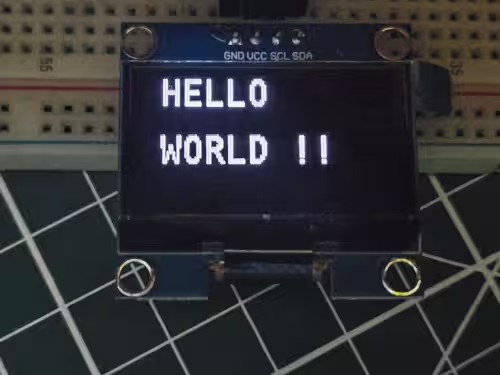 GND VCC SCL SDA
HELLO
WORLD !!